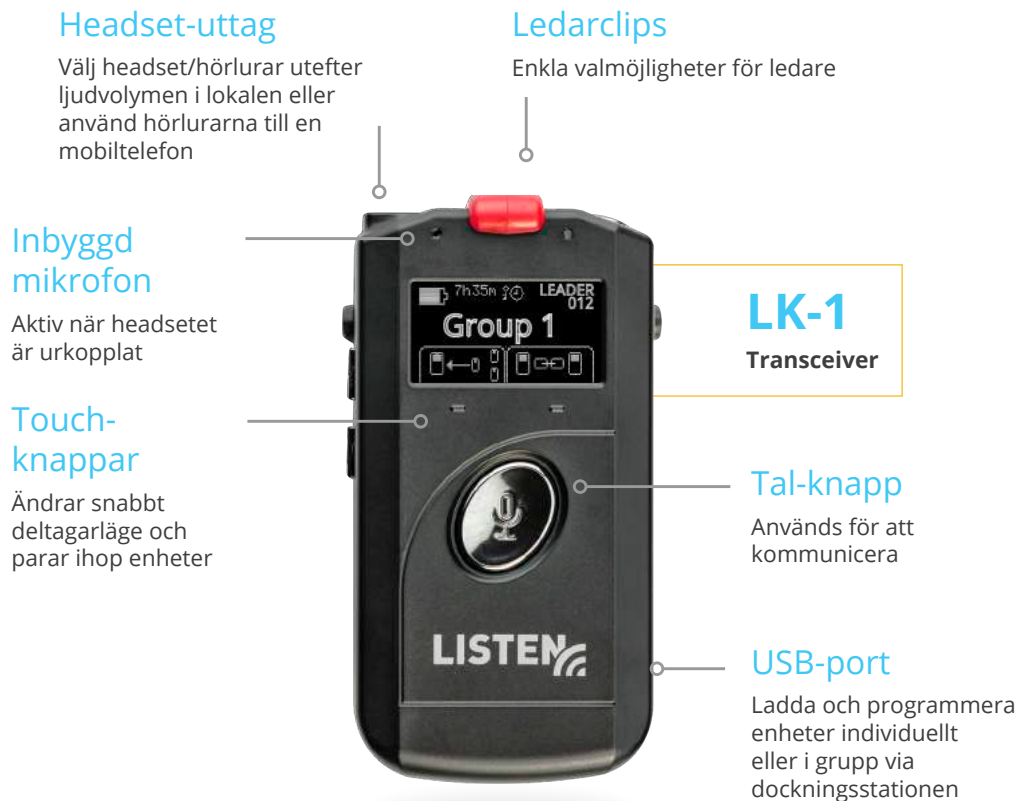 Headset-uttag
Välj headset/hörlurar utefter
ljudvolymen i lokalen eller
använd hörlurarna till en
mobiltelefon
Ledarclips
Enkla valmöjligheter för ledare
Inbyggd
mikrofon
Aktiv när headsetet
är urkopplat
Touch-
knappar
Ändrar snabbt
deltagarläge och
parar ihop enheter
7h35m LEADER
012
Group 1
LISTEN
LK-1
Transceiver
Tal-knapp
Används för att
kommunicera
USB-port
Ladda och programmera
enheter individuellt
eller i grupp via
dockningsstationen